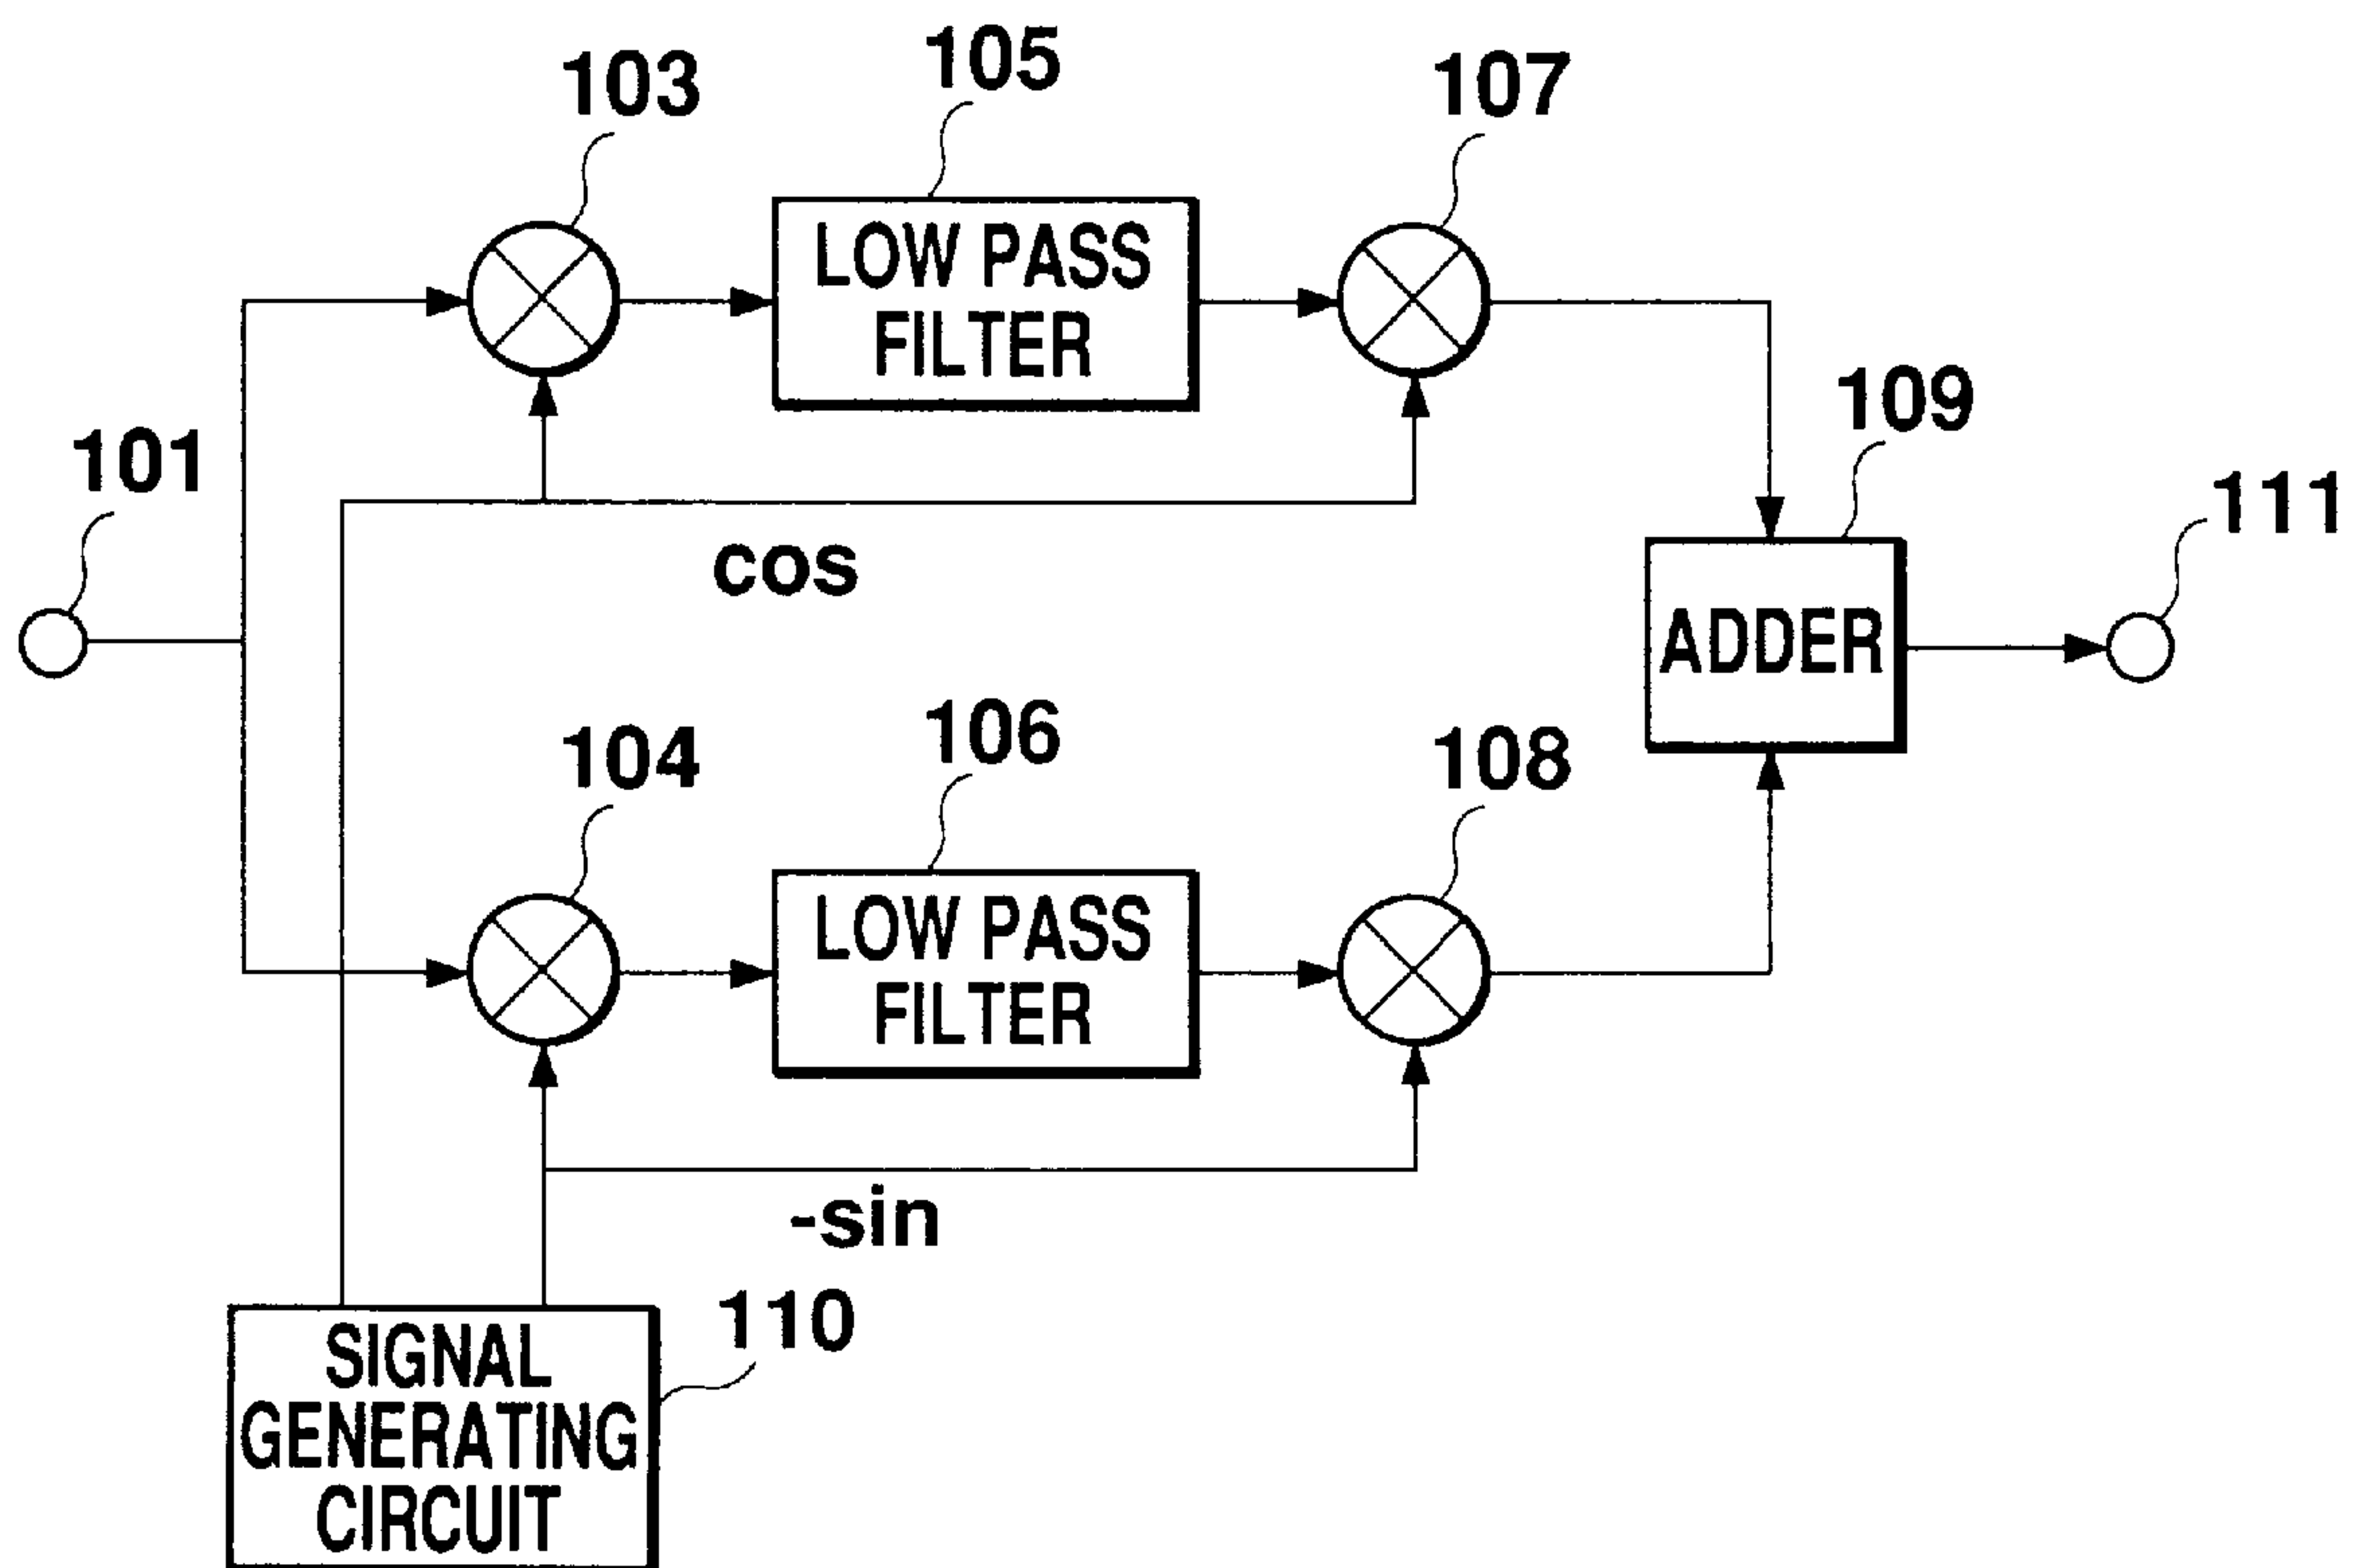 105
103
107
LOW PASS
FILTER
109
101
111
cos
ADDER
106
104
108
LOW PASS
FILTER
-sin
110
SIGNAL
GENERATING
CIRCUIT